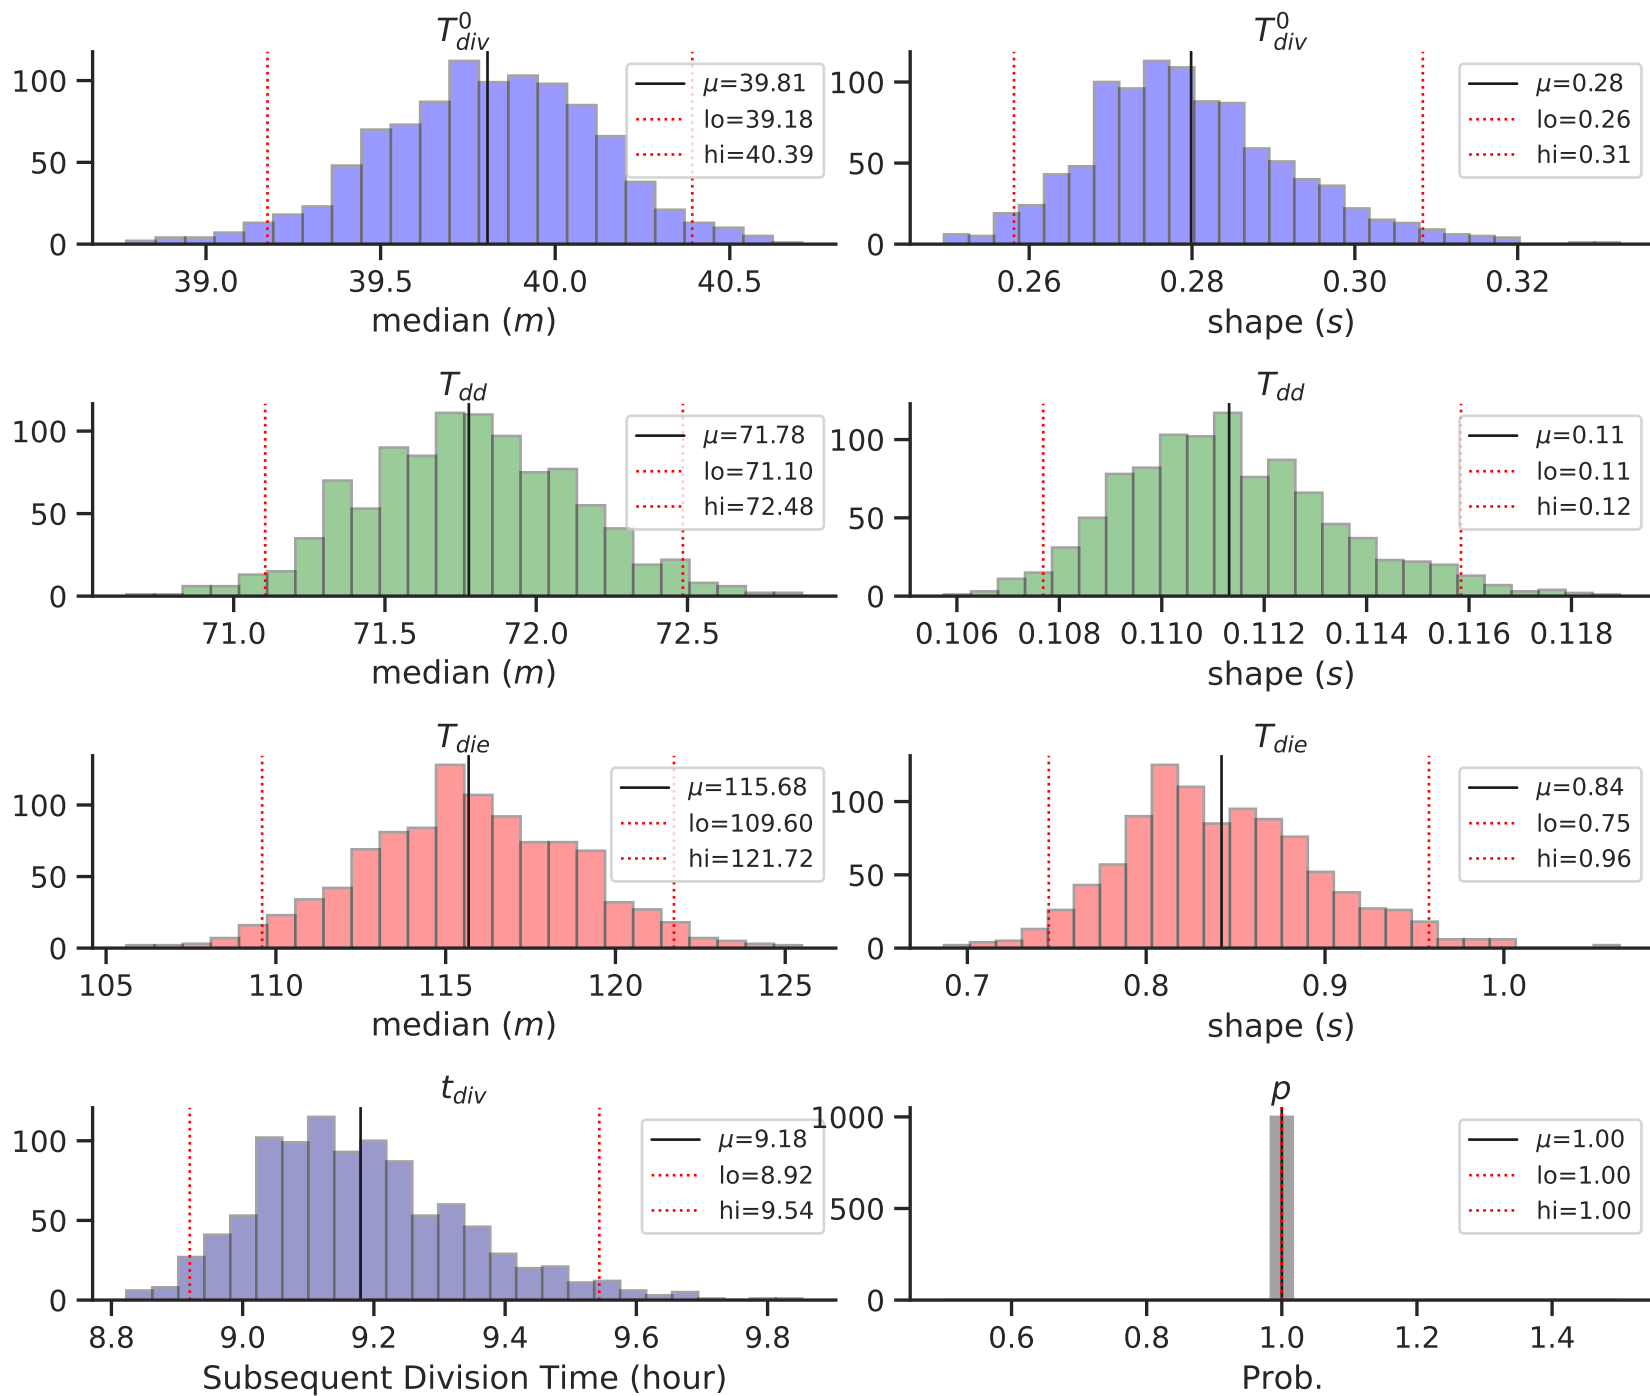 T⁰div
100
50
0
μ=39.81
lo=39.18
hi=40.39
39.0 39.5 40.0 40.5
median (m)
T⁰div
100
50
0
μ=0.28
lo=0.26
hi=0.31
0.26 0.28 0.30 0.32
shape (s)
Tdd
100
50
0
μ=71.78
lo=71.10
hi=72.48
71.0 71.5 72.0 72.5
median (m)
Tdd
100
50
0
μ=0.11
lo=0.11
hi=0.12
0.106 0.108 0.110 0.112 0.114 0.116 0.118
shape (s)
Tdie
100
50
0
μ=115.68
lo=109.60
hi=121.72
105 110 115 120 125
median (m)
Tdie
100
50
0
μ=0.84
lo=0.75
hi=0.96
0.7 0.8 0.9 1.0
shape (s)
tdiv
100
50
0
μ=9.18
lo=8.92
hi=9.54
8.8 9.0 9.2 9.4 9.6 9.8
Subsequent Division Time (hour)
p
1000
500
0
μ=1.00
lo=1.00
hi=1.00
0.6 0.8 1.0 1.2 1.4
Prob.